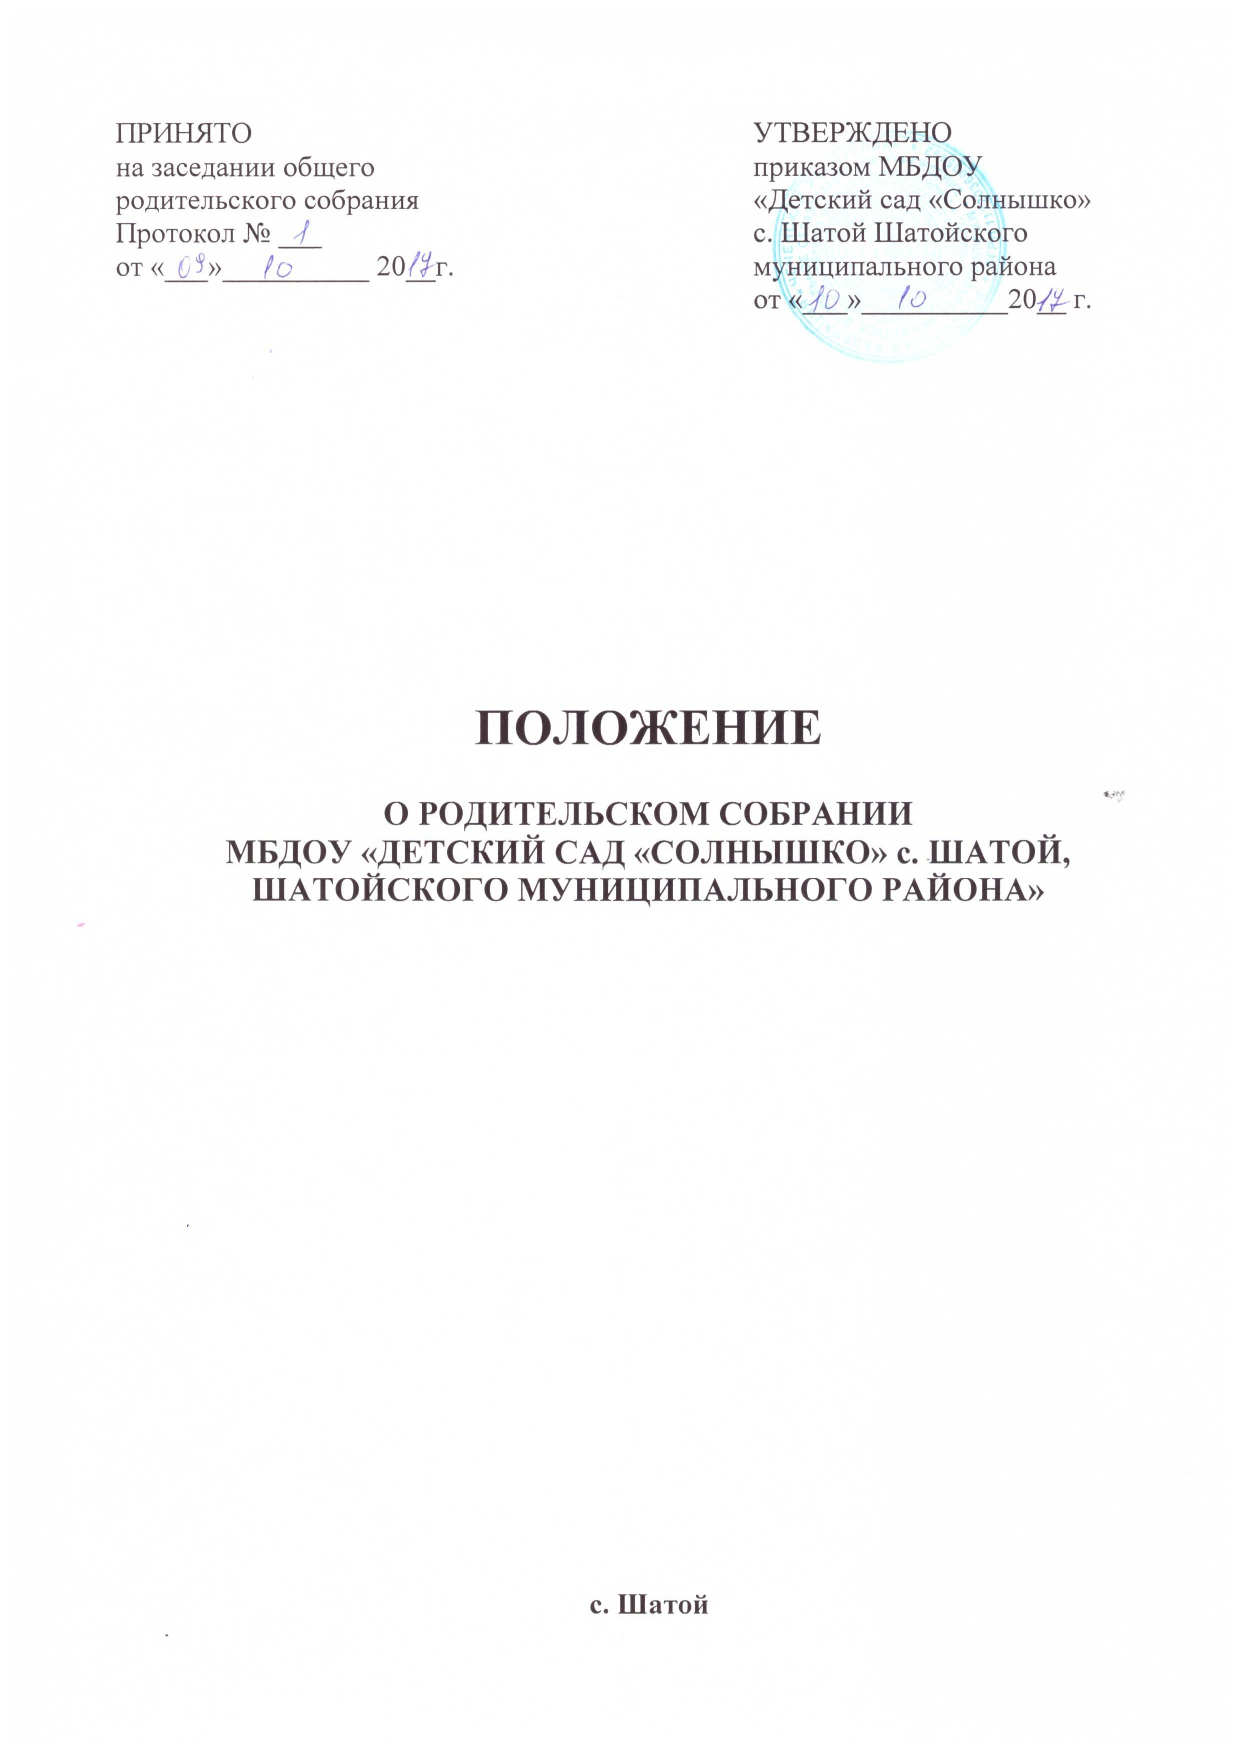 ПРИНЯТО
на заседании общего
родительского собрания
Протокол № 1
от «09» 10 2017г.
УТВЕРЖДЕНО
приказом МБДОУ
«Детский сад «Солнышко»
с. Шатой Шатойского
муниципального района
от «10» 10 2017 г.
ПОЛОЖЕНИЕ
О РОДИТЕЛЬСКОМ СОБРАНИИ
МБДОУ «ДЕТСКИЙ САД «СОЛНЫШКО» с. ШАТОЙ,
ШАТОЙСКОГО МУНИЦИПАЛЬНОГО РАЙОНА»
с. Шатой